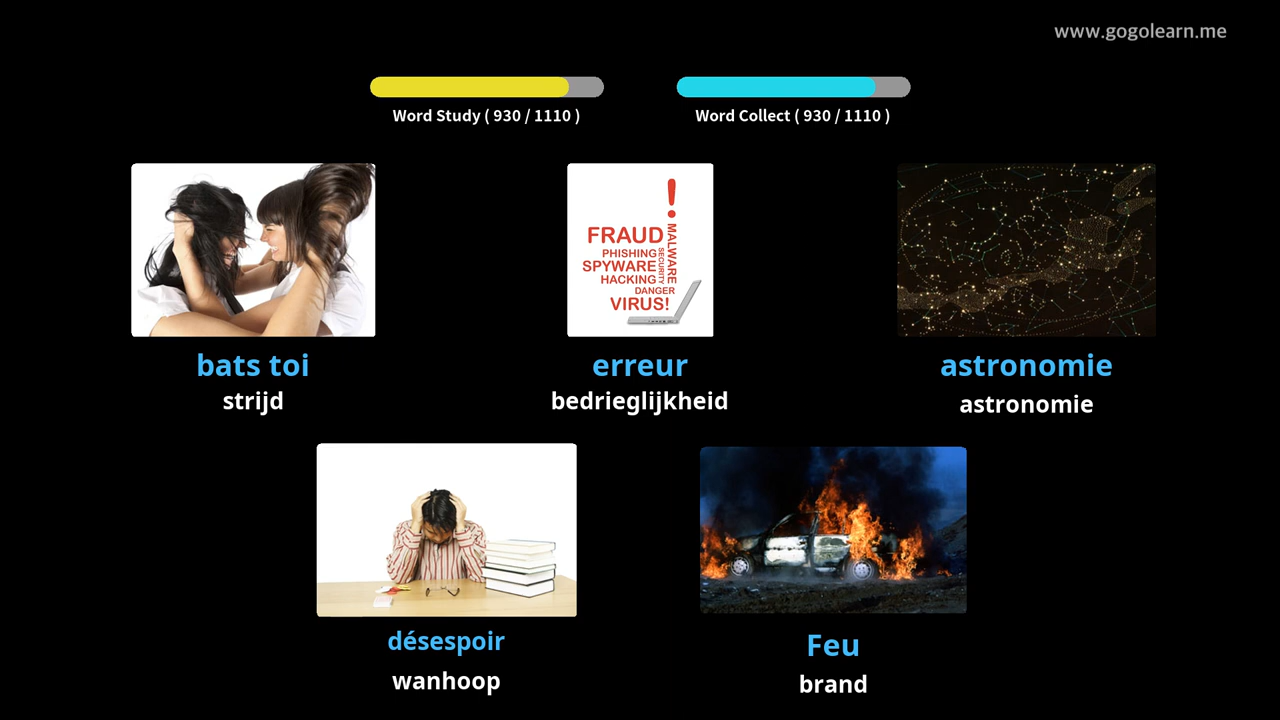 www.gogolearn.me
Word Study ( 930 / 1110 )
Word Collect ( 930 / 1110 )
!
FRAUD
PHISHING
SPYWARE
HACKING
DANGER
VIRUS!
SECURITY
MALWARE
bats toi
strijd
erreur
bedrieglijkheid
astronomie
astronomie
désespoir
wanhoop
Feu
brand